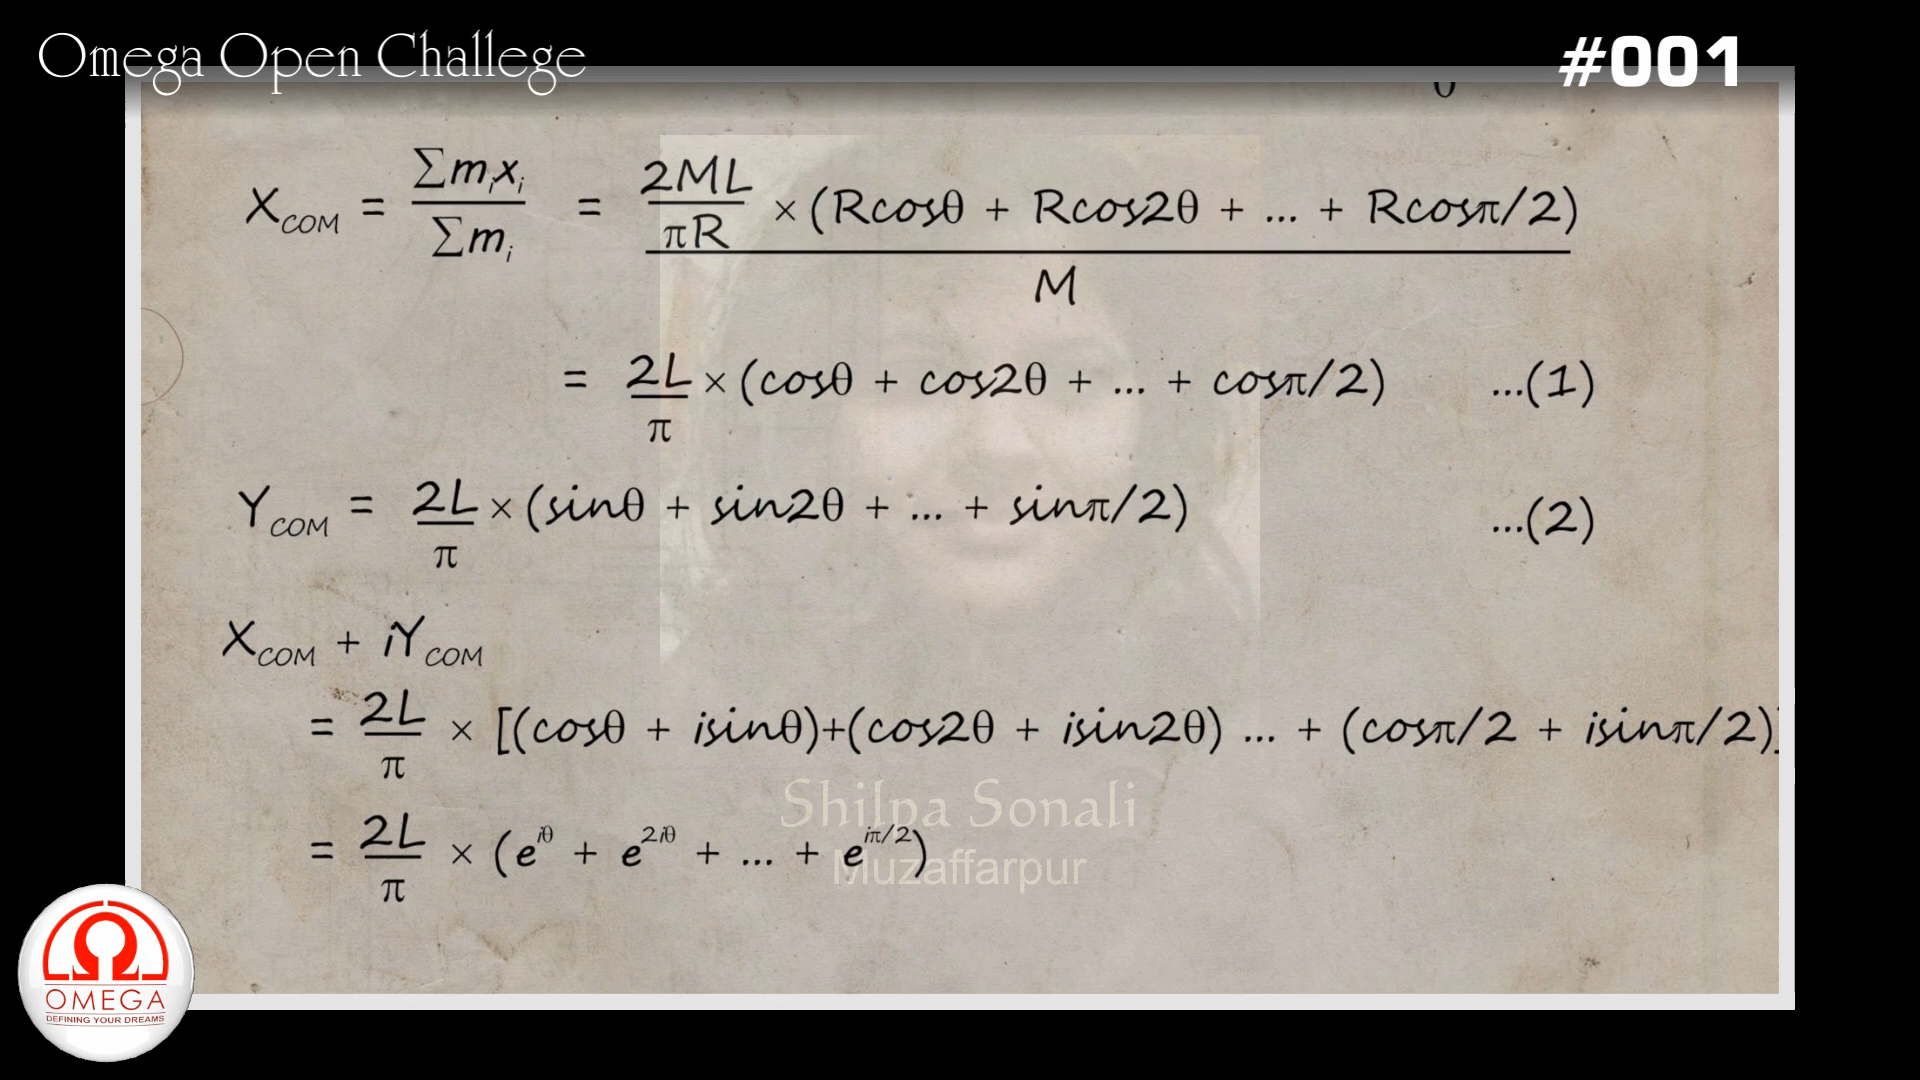 Omega Open Challege
#001
X_COM = Σm_i x_i / Σm_i = 2ML/πR × (Rcosθ + Rcos2θ + ... + Rcosπ/2) / M
= 2L/π × (cosθ + cos2θ + ... + cosπ/2) ...(1)
Y_COM = 2L/π × (sinθ + sin2θ + ... + sinπ/2) ...(2)
X_COM + iY_COM
= 2L/π × [(cosθ + isinθ)+(cos2θ + isin2θ) ... + (cosπ/2 + isinπ/2)]
Shilpa Sonali
= 2L/π × (e^iθ + e^2iθ + ... + e^iπ/2)
Muzaffarpur
OMEGA
DEFINING YOUR DREAMS